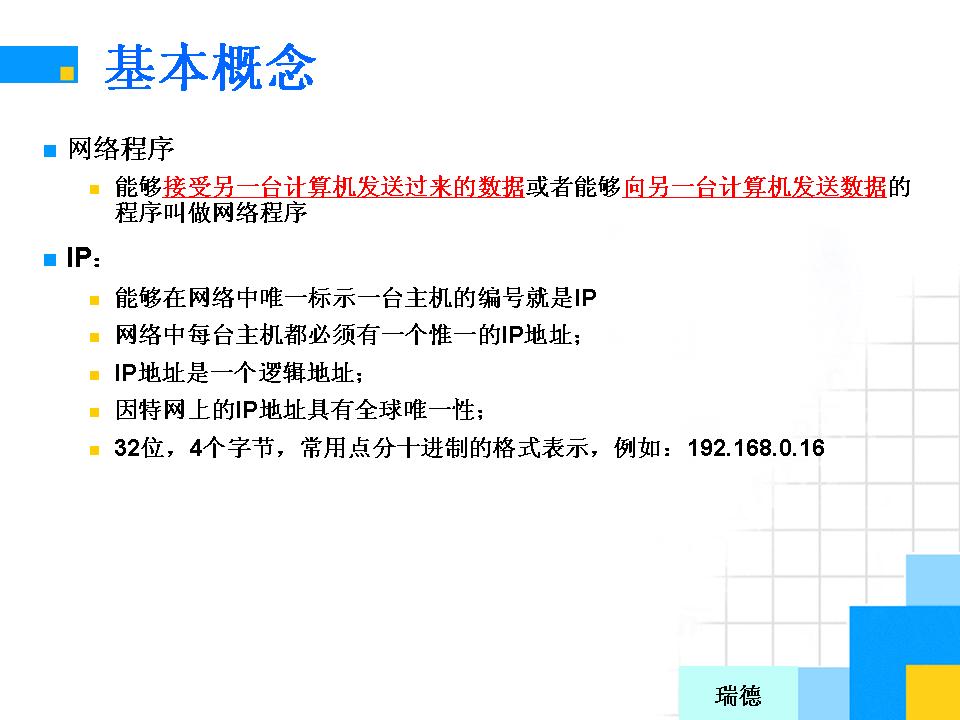 基本概念
网络程序
能够接受另一台计算机发送过来的数据或者能够向另一台计算机发送数据的
程序叫做网络程序
IP：
能够在网络中唯一标示一台主机的编号就是IP
网络中每台主机都必须有一个惟一的IP地址；
IP地址是一个逻辑地址；
因特网上的IP地址具有全球唯一性；
32位，4个字节，常用点分十进制的格式表示，例如：192.168.0.16
瑞德